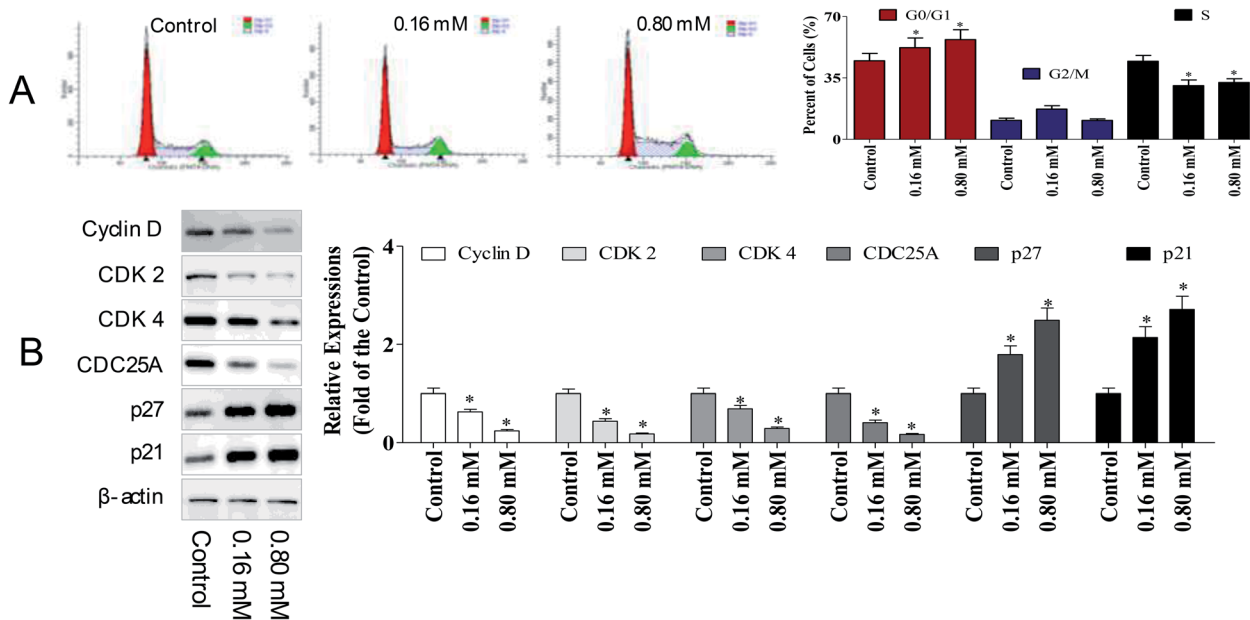 A
Control
0.16 mM
0.80 mM
Percent of Cells (%)
70
35
0
G0/G1
G2/M
S
Control
0.16 mM
0.80 mM
Control
0.16 mM
0.80 mM
Control
0.16 mM
0.80 mM
* * * *
B
Cyclin D
CDK 2
CDK 4
CDC25A
p27
p21
β-actin
Control
0.16 mM
0.80 mM
Relative Expressions
(Fold of the Control)
4
2
0
Cyclin D
CDK 2
CDK 4
CDC25A
p27
p21
* * * * * * * * * * * *
Control
0.16 mM
0.80 mM
Control
0.16 mM
0.80 mM
Control
0.16 mM
0.80 mM
Control
0.16 mM
0.80 mM
Control
0.16 mM
0.80 mM
Control
0.16 mM
0.80 mM